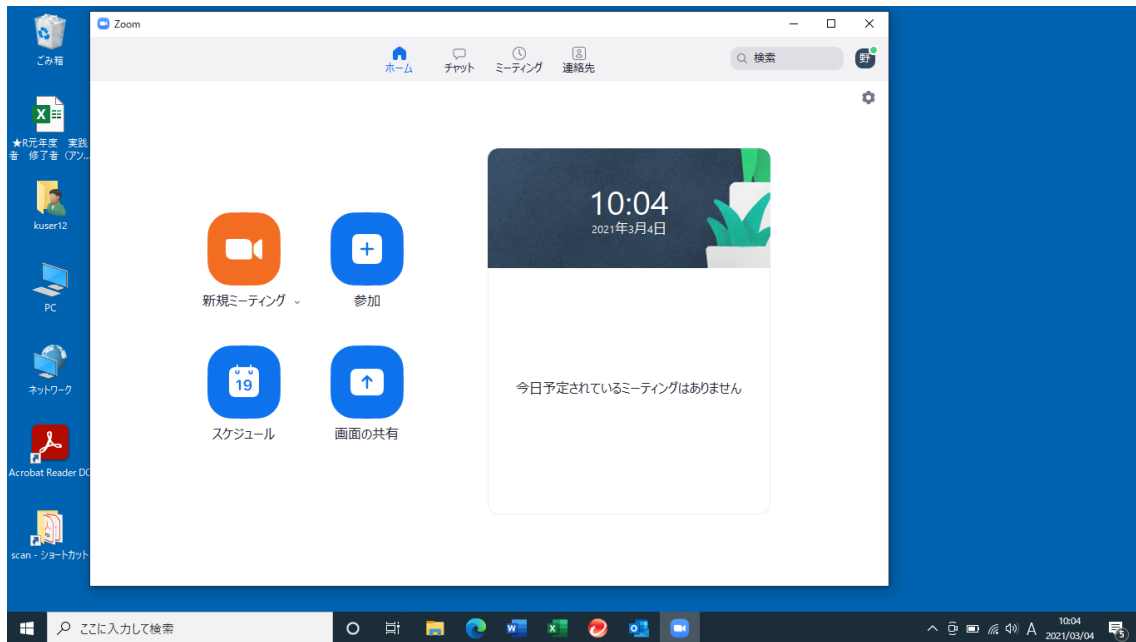 ごみ箱
★R元年度 実践
者 修了者（アン...
kuser12
PC
ネットワーク
Acrobat Reader DC
scan - ショートカット
Zoom
ホーム
チャット
ミーティング
連絡先
検索
野
新規ミーティング
参加
19
スケジュール
画面の共有
10:04
2021年3月4日
今日予定されているミーティングはありません
ここに入力して検索
A
10:04
2021/03/04
5